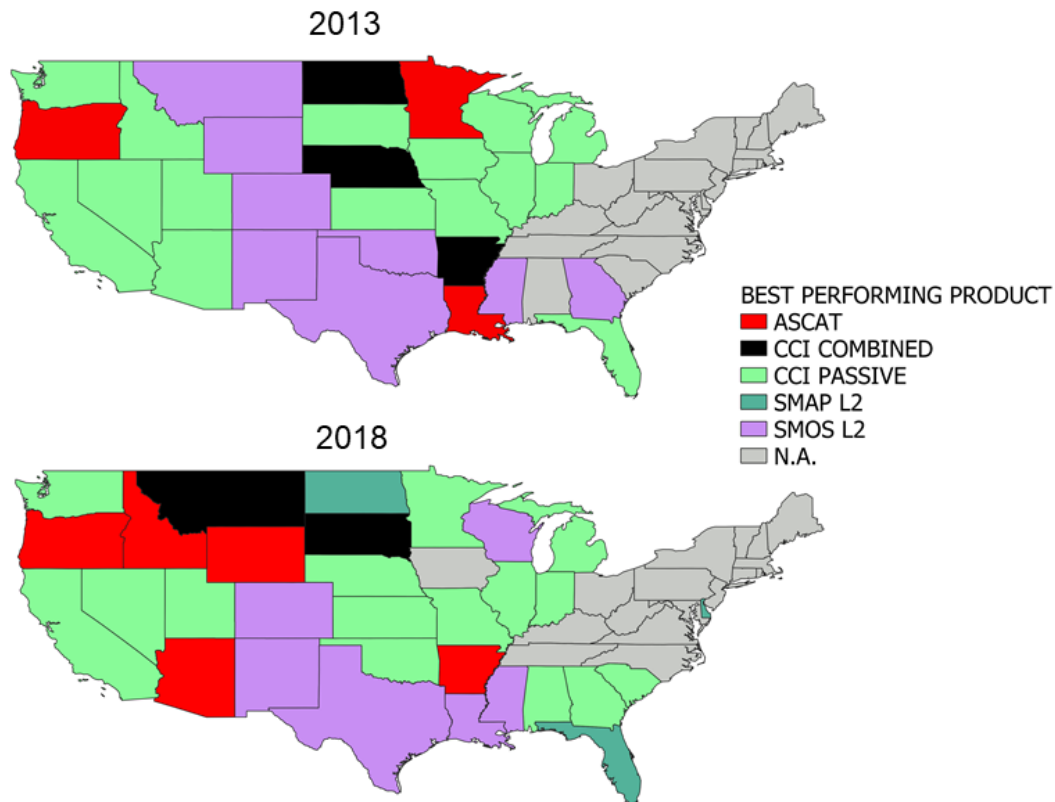 2013
BEST PERFORMING PRODUCT
ASCAT
CCI COMBINED
CCI PASSIVE
SMAP L2
SMOS L2
N.A.
2018